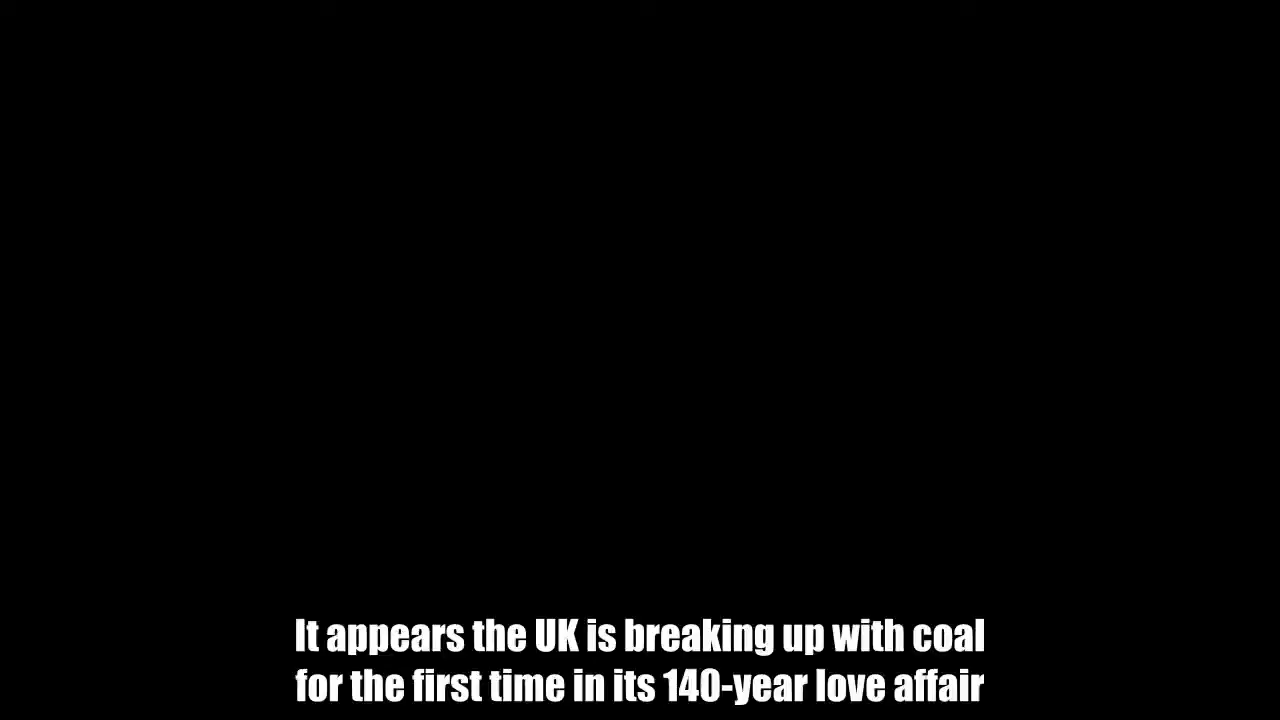 It appears the UK is breaking up with coal
for the first time in its 140-year love affair